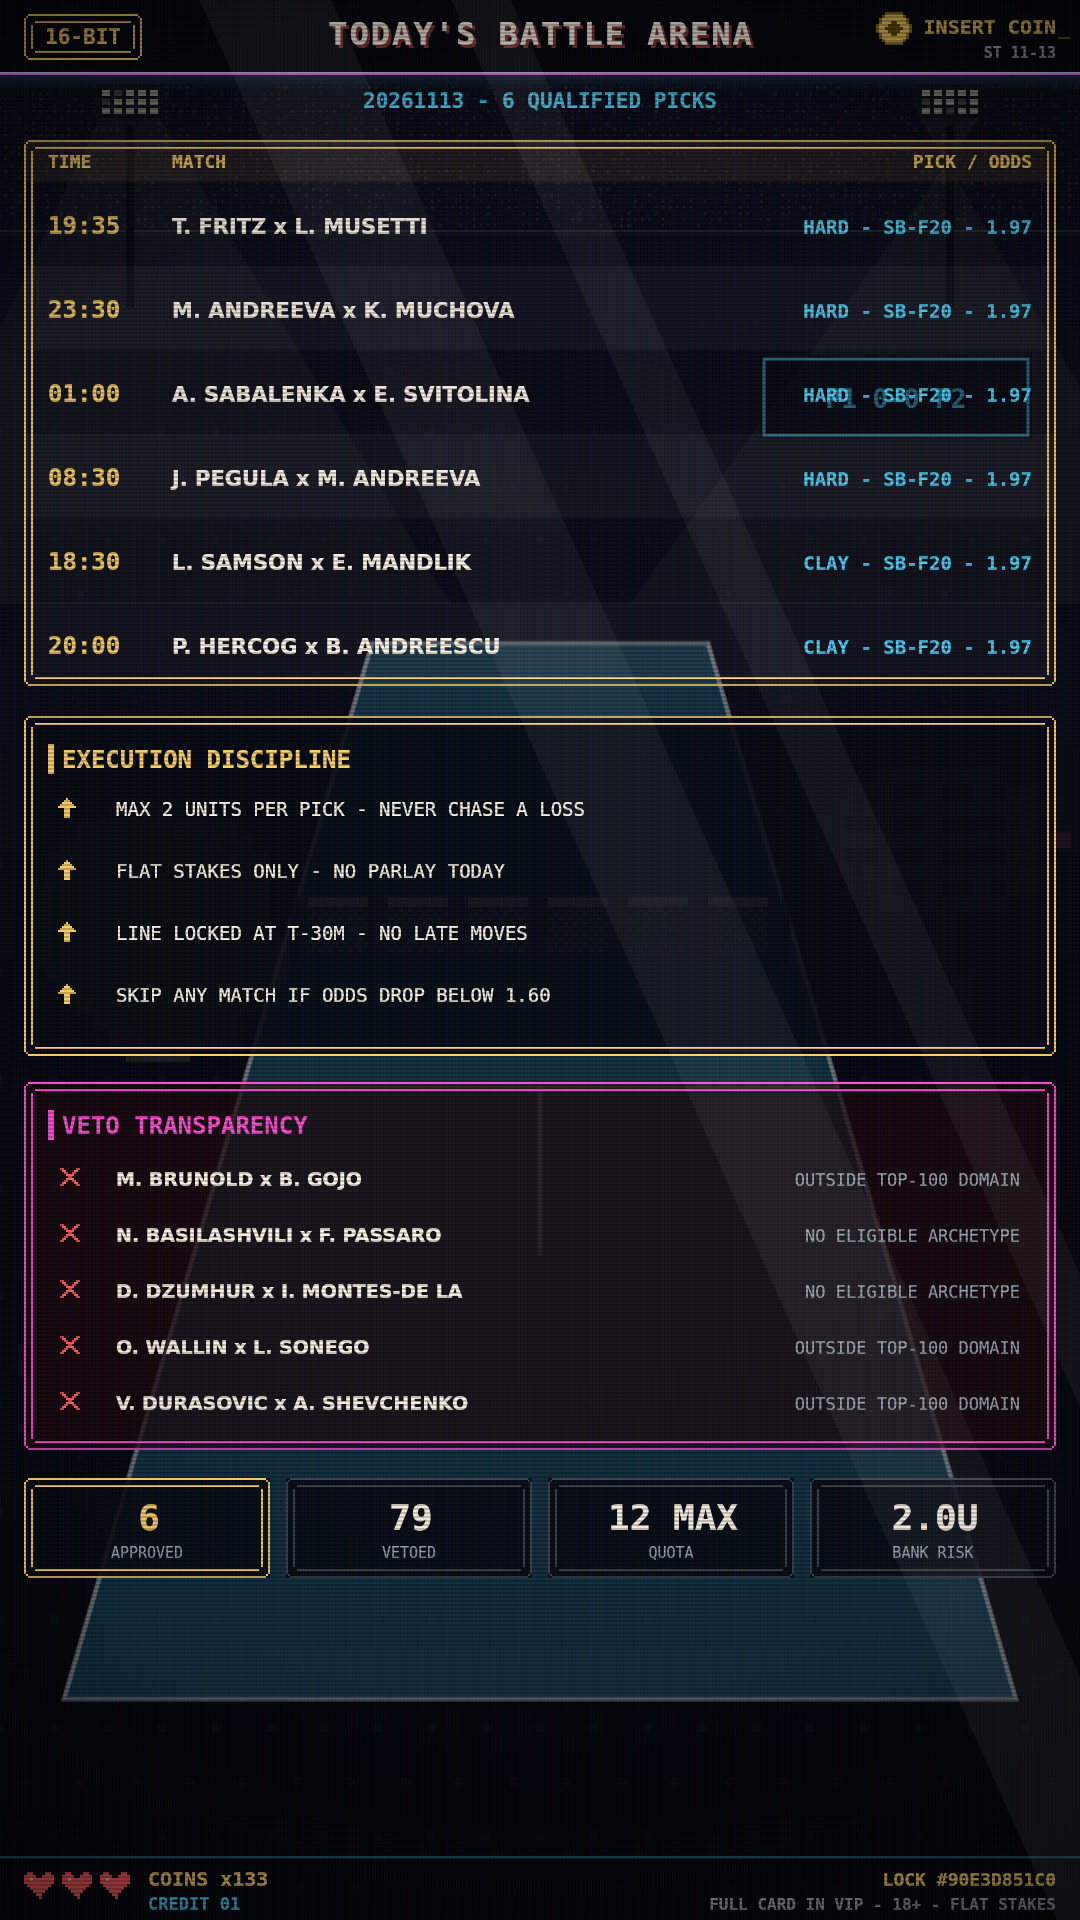 16-BIT
TODAY'S BATTLE ARENA
INSERT COIN_
ST 11-13
20261113 - 6 QUALIFIED PICKS
TIME MATCH PICK / ODDS
19:35 T. FRITZ x L. MUSETTI HARD - SB-F20 - 1.97
23:30 M. ANDREEVA x K. MUCHOVA HARD - SB-F20 - 1.97
01:00 A. SABALENKA x E. SVITOLINA HARD - SB-F20 - 1.97
P1 0-0 P2
08:30 J. PEGULA x M. ANDREEVA HARD - SB-F20 - 1.97
18:30 L. SAMSON x E. MANDLIK CLAY - SB-F20 - 1.97
20:00 P. HERCOG x B. ANDREESCU CLAY - SB-F20 - 1.97
EXECUTION DISCIPLINE
MAX 2 UNITS PER PICK - NEVER CHASE A LOSS
FLAT STAKES ONLY - NO PARLAY TODAY
LINE LOCKED AT T-30M - NO LATE MOVES
SKIP ANY MATCH IF ODDS DROP BELOW 1.60
VETO TRANSPARENCY
M. BRUNOLD x B. GOJO OUTSIDE TOP-100 DOMAIN
N. BASILASHVILI x F. PASSARO NO ELIGIBLE ARCHETYPE
D. DZUMHUR x I. MONTES-DE LA NO ELIGIBLE ARCHETYPE
O. WALLIN x L. SONEGO OUTSIDE TOP-100 DOMAIN
V. DURASOVIC x A. SHEVCHENKO OUTSIDE TOP-100 DOMAIN
6 79 12 MAX 2.0U
APPROVED VETOED QUOTA BANK RISK
COINS x133 LOCK #90E3D851C0
CREDIT 01 FULL CARD IN VIP - 18+ - FLAT STAKES